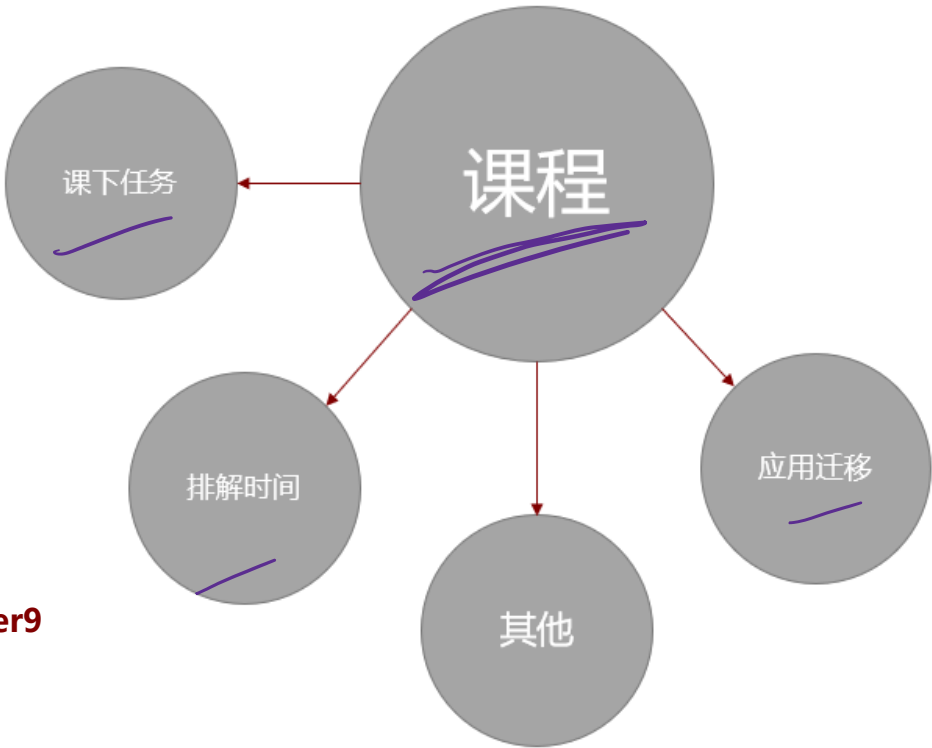 课程
课下任务
排解时间
其他
应用迁移
er9